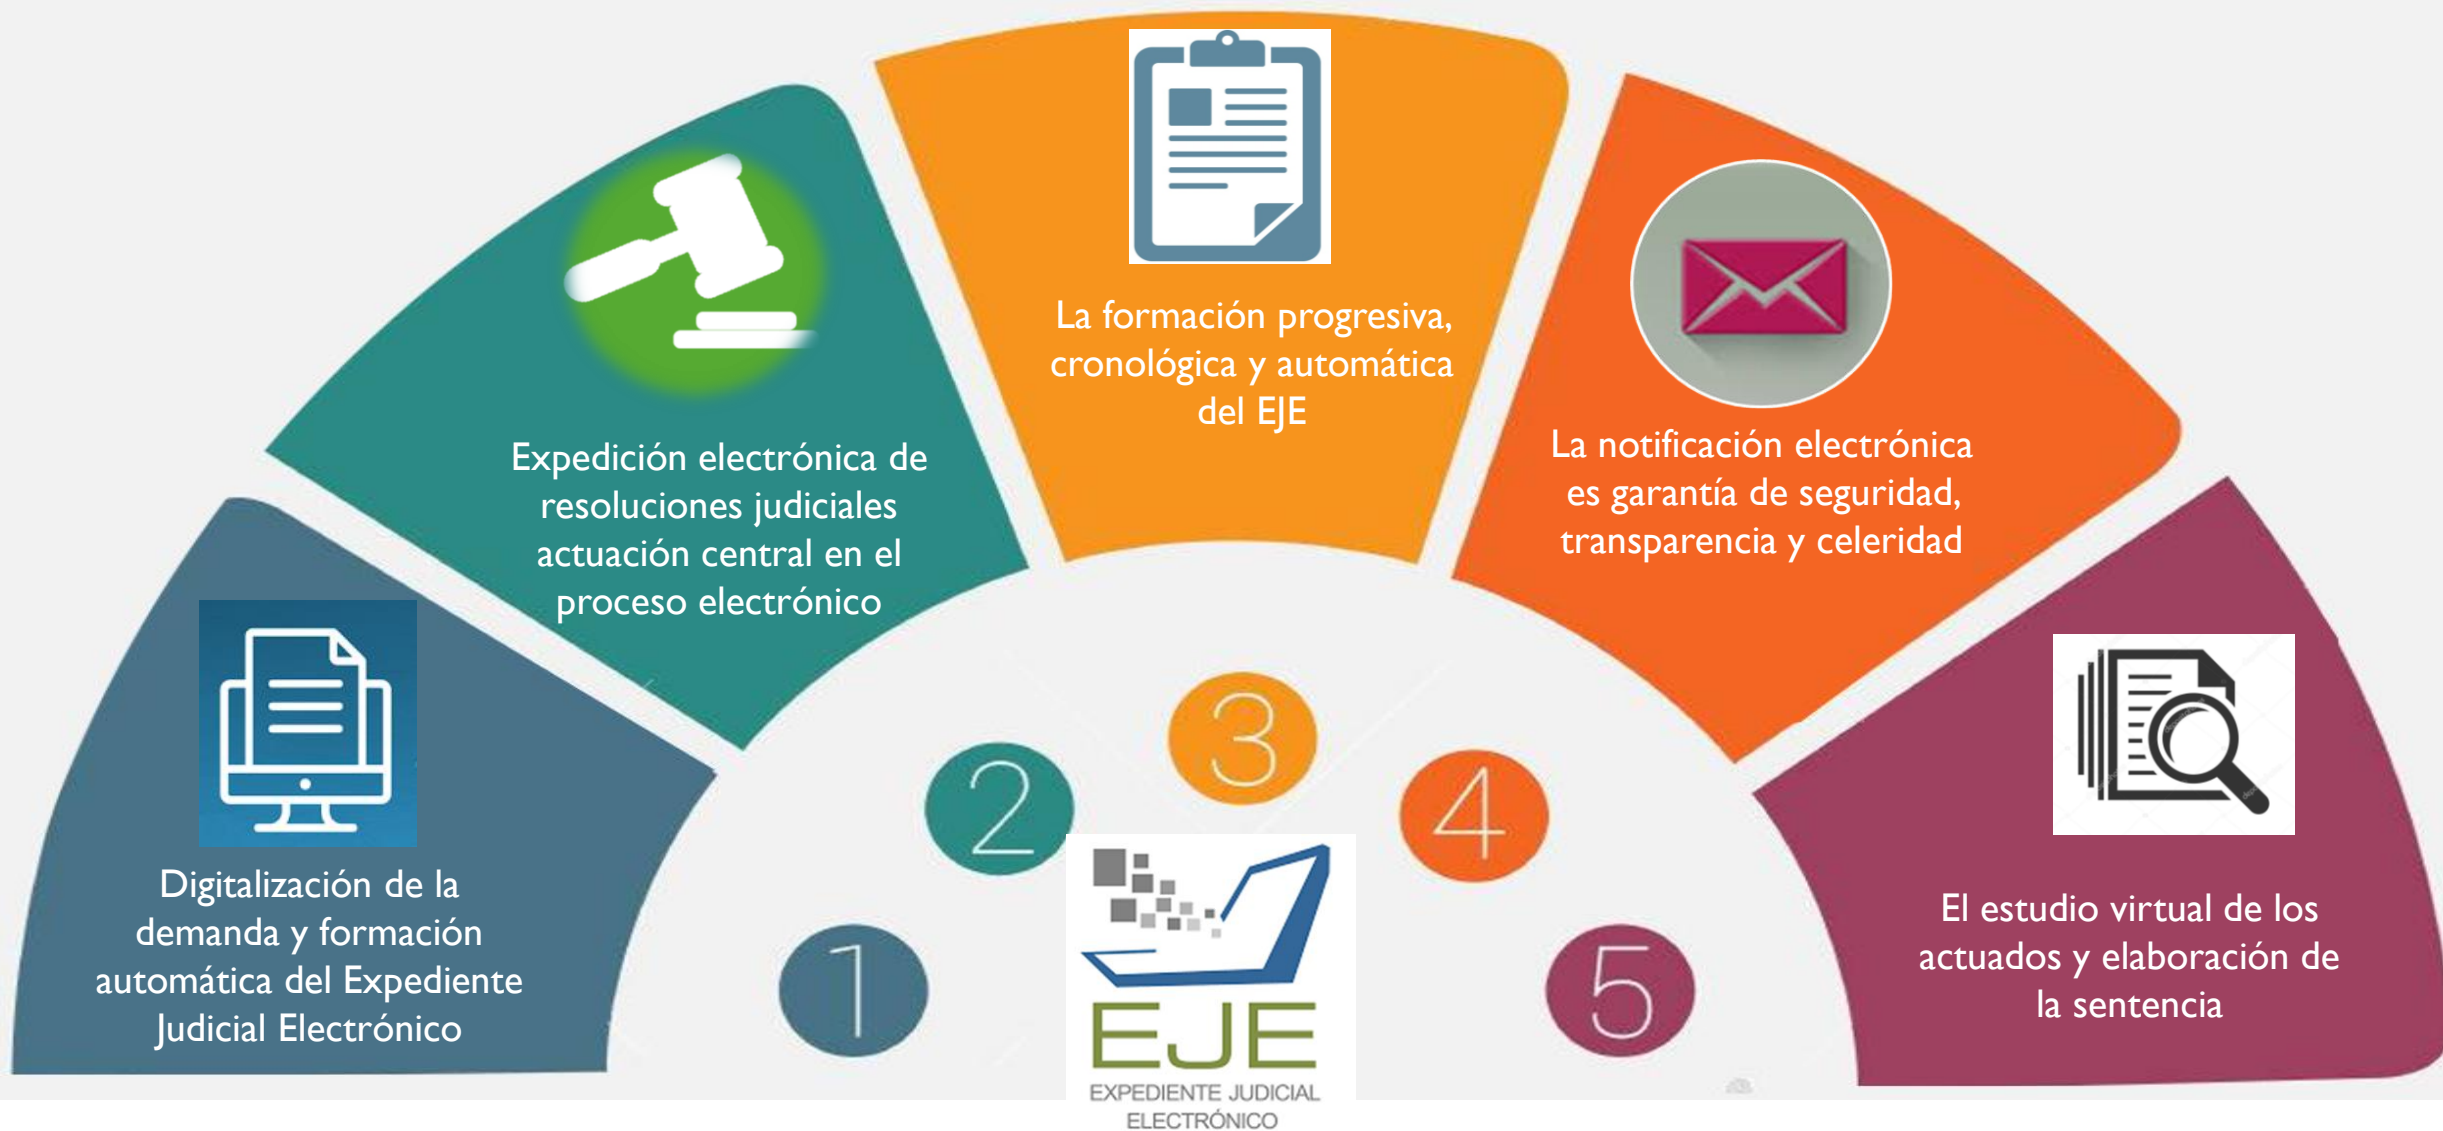 Digitalización de la
demanda y formación
automática del Expediente
Judicial Electrónico
Expedición electrónica de
resoluciones judiciales
actuación central en el
proceso electrónico
La formación progresiva,
cronológica y automática
del EJE
La notificación electrónica
es garantía de seguridad,
transparencia y celeridad
El estudio virtual de los
actuados y elaboración de
la sentencia
1
2
3
4
5
EJE
EXPEDIENTE JUDICIAL
ELECTRÓNICO